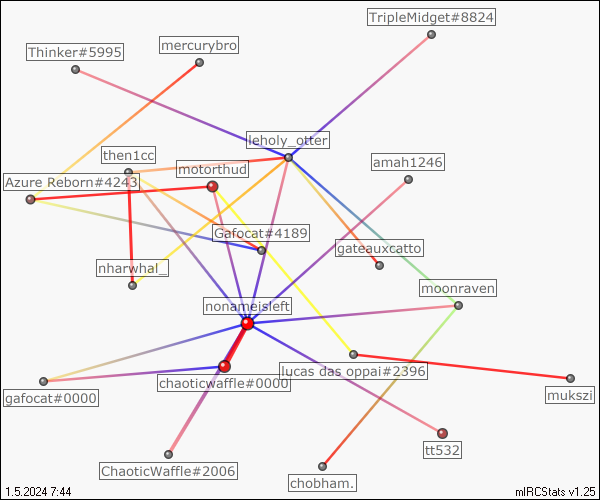 TripleMidget#8824
mercurybro
Thinker#5995
leholy_otter
then1cc
motorthud
amah1246
Azure Reborn#4243
Gafocat#4189
gateauxcatto
nharwhal_
moonraven
nonameisleft
lucas das oppai#2396
chaoticwaffle#0000
gafocat#0000
mukszi
tt532
ChaoticWaffle#2006
chobham.
1.5.2024 7:44
mIRCStats v1.25